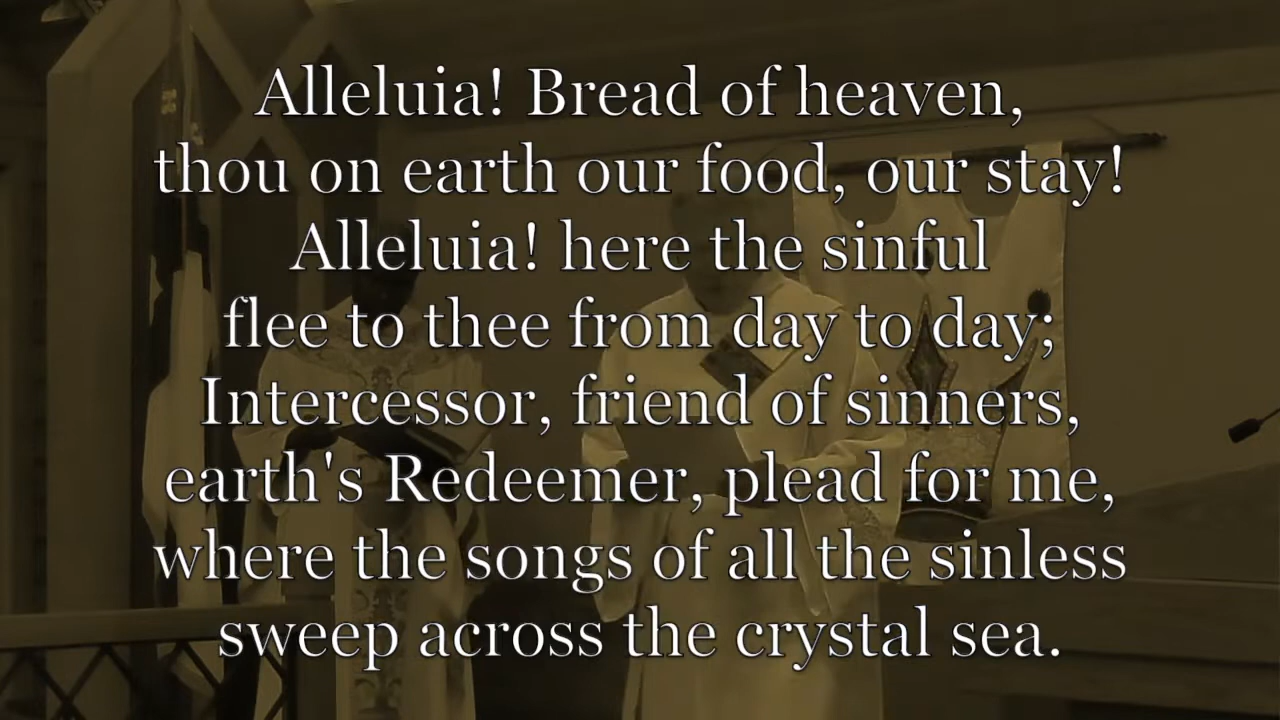 Alleluia! Bread of heaven,
thou on earth our food, our stay!
Alleluia! here the sinful
flee to thee from day to day;
Intercessor, friend of sinners,
earth's Redeemer, plead for me,
where the songs of all the sinless
sweep across the crystal sea.